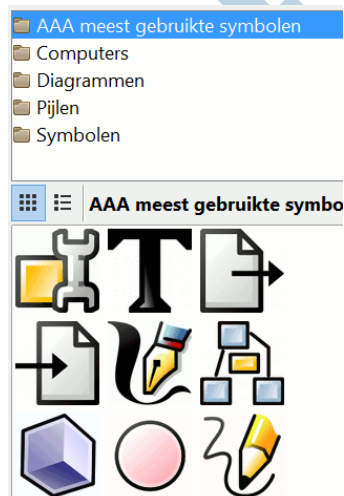 AAA meest gebruikte symbolen
Computers
Diagrammen
Pijlen
Symbolen
AAA meest gebruikte symbo